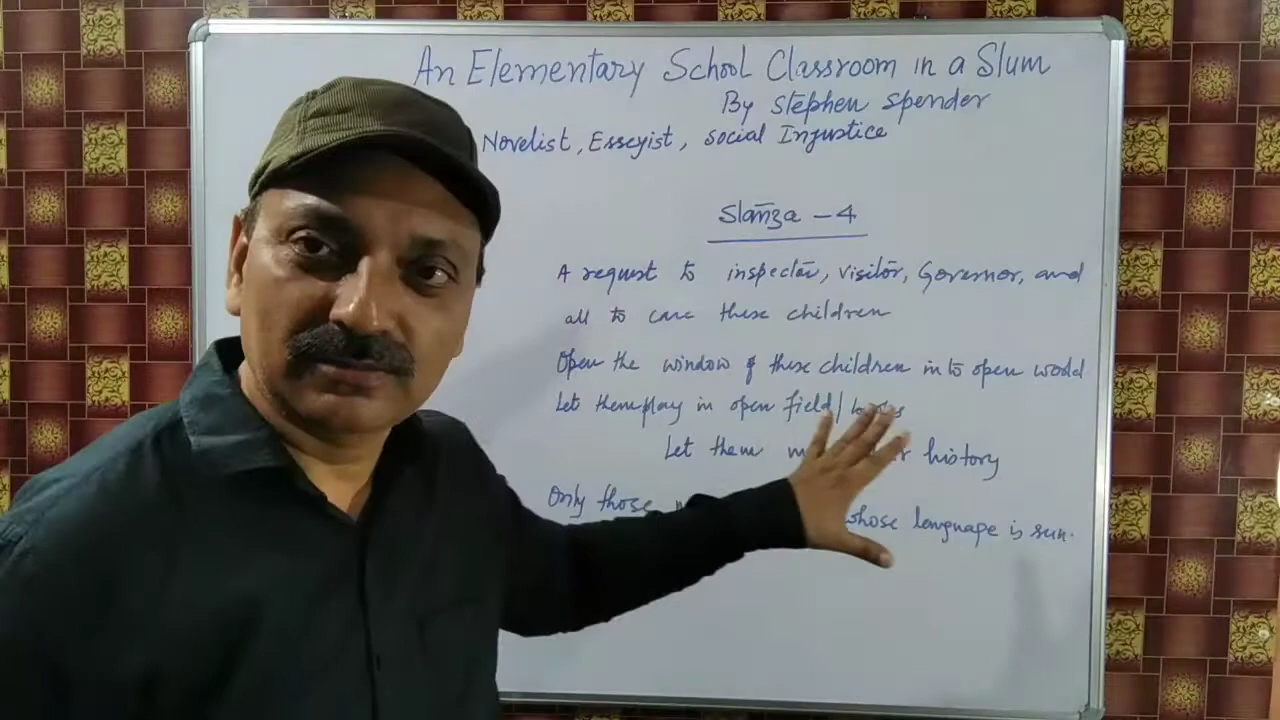 An Elementary School Classroom in a Slum
By Stephen Spender
Novelist, Esseyist, Social Injustice
Stanza - 4
A request to inspector, visitor, Governor, and
all to care these children
Open the window of these children in to open world
Let them play in open field/
Let them history
Only those whose language is sun.